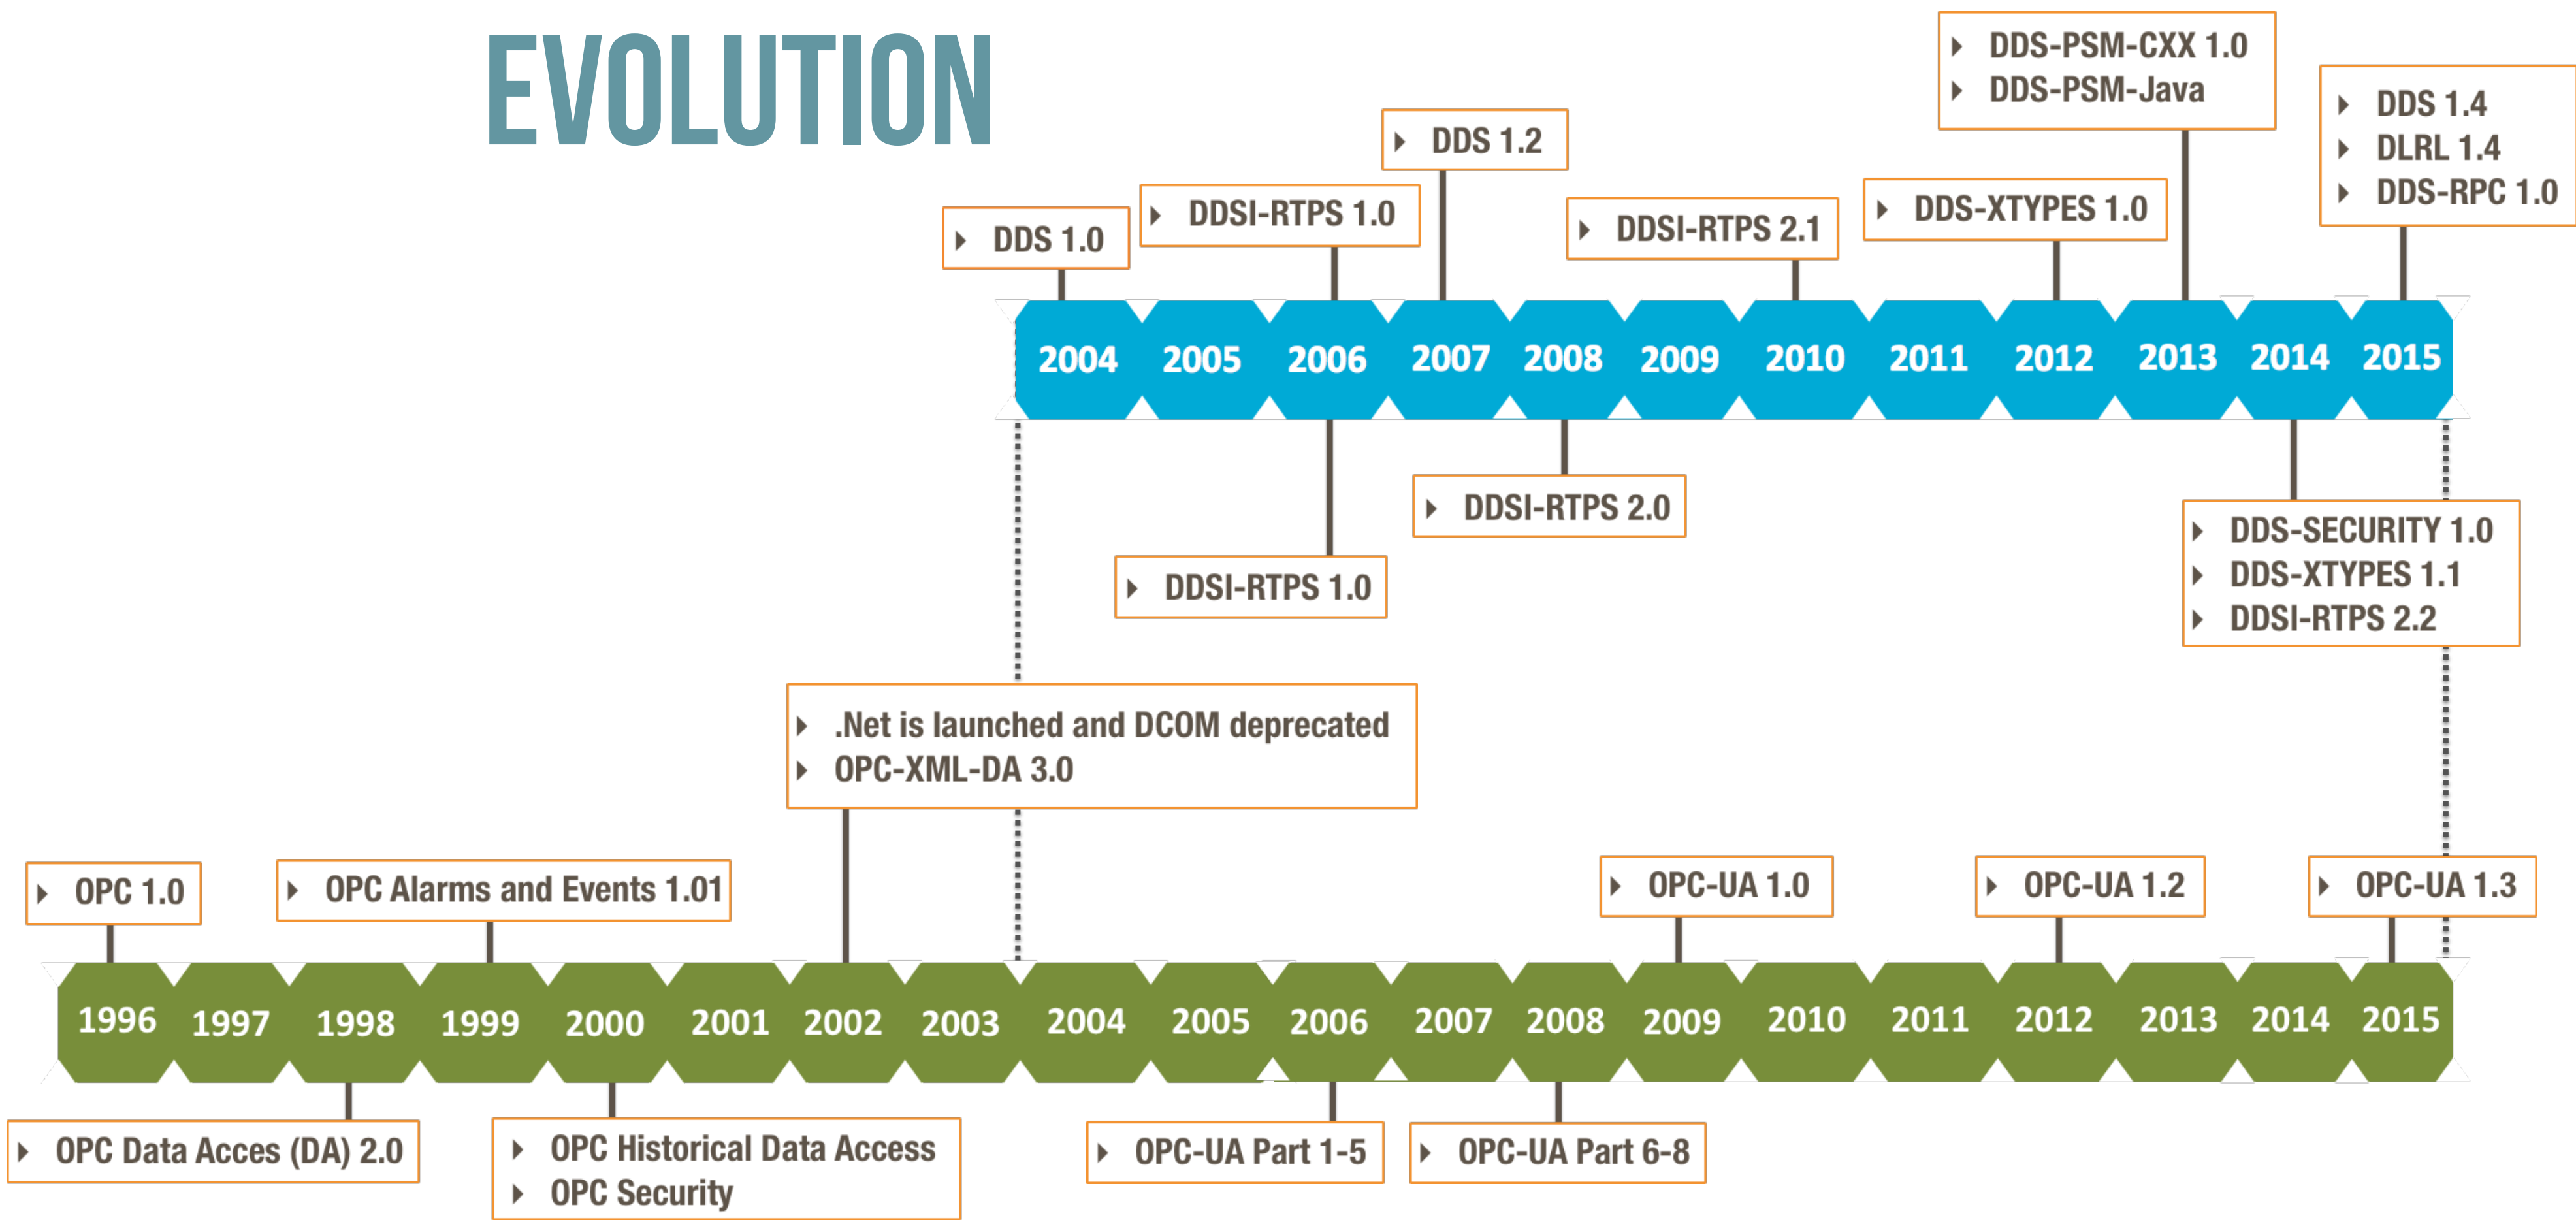 EVOLUTION
DDS-PSM-CXX 1.0
DDS-PSM-Java
DDS 1.4
DLRL 1.4
DDS-RPC 1.0
DDS 1.2
DDSI-RTPS 1.0
DDS 1.0
DDSI-RTPS 2.1
DDS-XTYPES 1.0
2004 2005 2006 2007 2008 2009 2010 2011 2012 2013 2014 2015
DDSI-RTPS 2.0
DDSI-RTPS 1.0
DDS-SECURITY 1.0
DDS-XTYPES 1.1
DDSI-RTPS 2.2
.Net is launched and DCOM deprecated
OPC-XML-DA 3.0
OPC 1.0
OPC Alarms and Events 1.01
OPC-UA 1.0
OPC-UA 1.2
OPC-UA 1.3
1996 1997 1998 1999 2000 2001 2002 2003 2004 2005 2006 2007 2008 2009 2010 2011 2012 2013 2014 2015
OPC Data Acces (DA) 2.0
OPC Historical Data Access
OPC Security
OPC-UA Part 1-5
OPC-UA Part 6-8